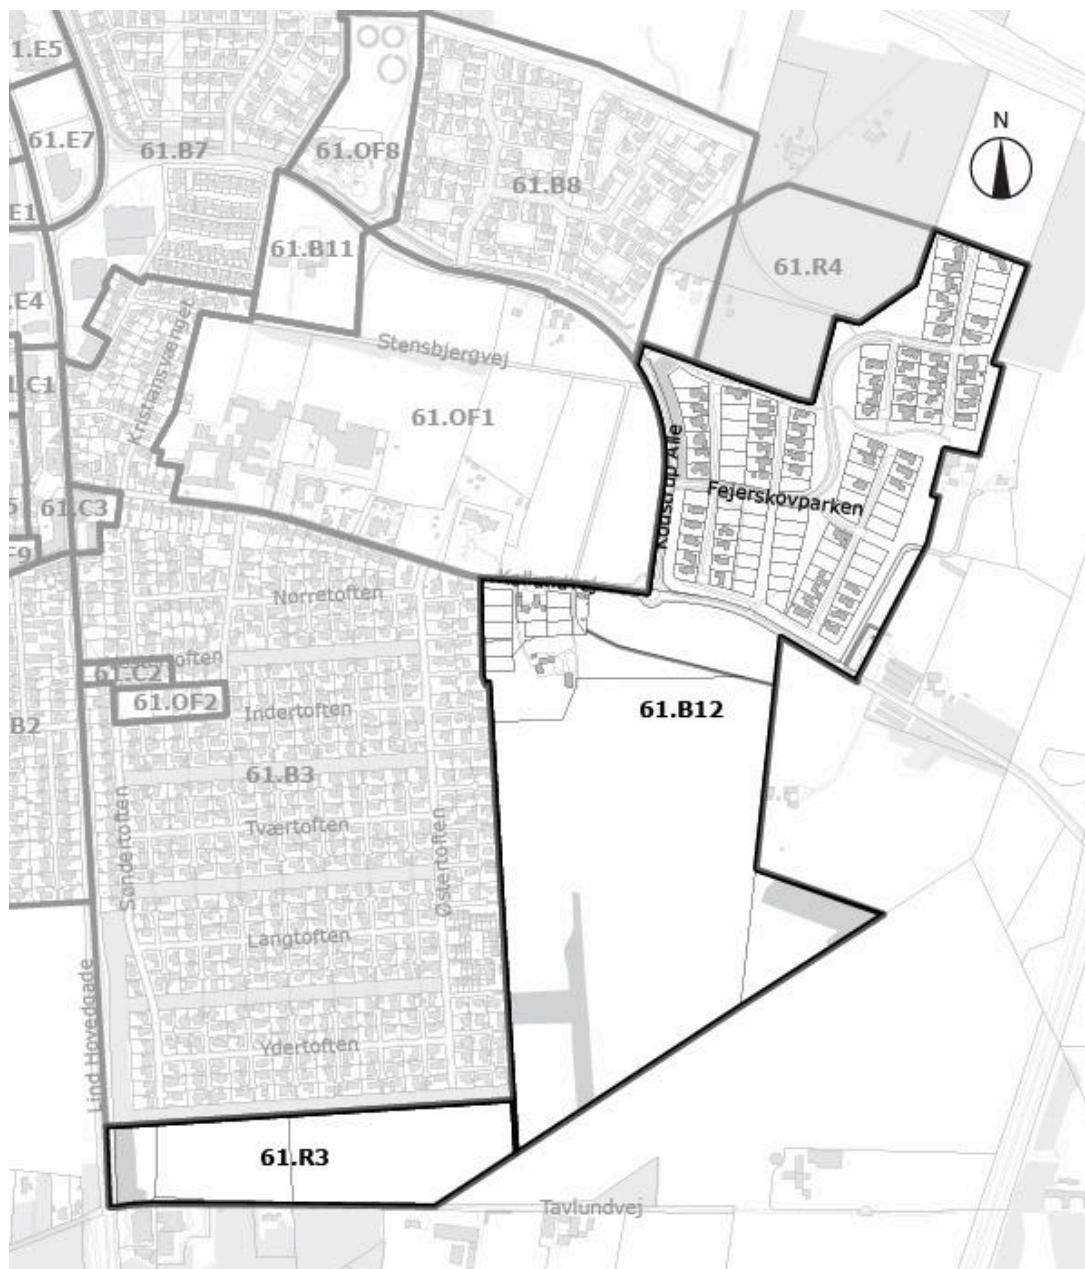 1.E5
N
61.E7
61.B7
61.OF8
61.B8
E1
61.B11
61.R4
.E4
Kristiansvænget
Stensbjergvej
.C1
61.OF1
Kodstrup Alle
Fejerskovparken
61.C3
Nørretoften
61.C2
61.OF2
Indertoften
61.B12
B2
61.B3
Tværtoften
Søndertoften
Østertoften
Langtoften
Lind Hovedgade
Ydertoften
61.R3
Tavlundvej